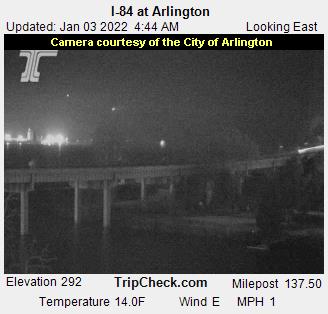 I-84 at Arlington
Updated: Jan 03 2022 4:44 AM Looking East
Camera courtesy of the City of Arlington
Elevation 292 TripCheck.com Milepost 137.50
Temperature 14.0F Wind E MPH 1